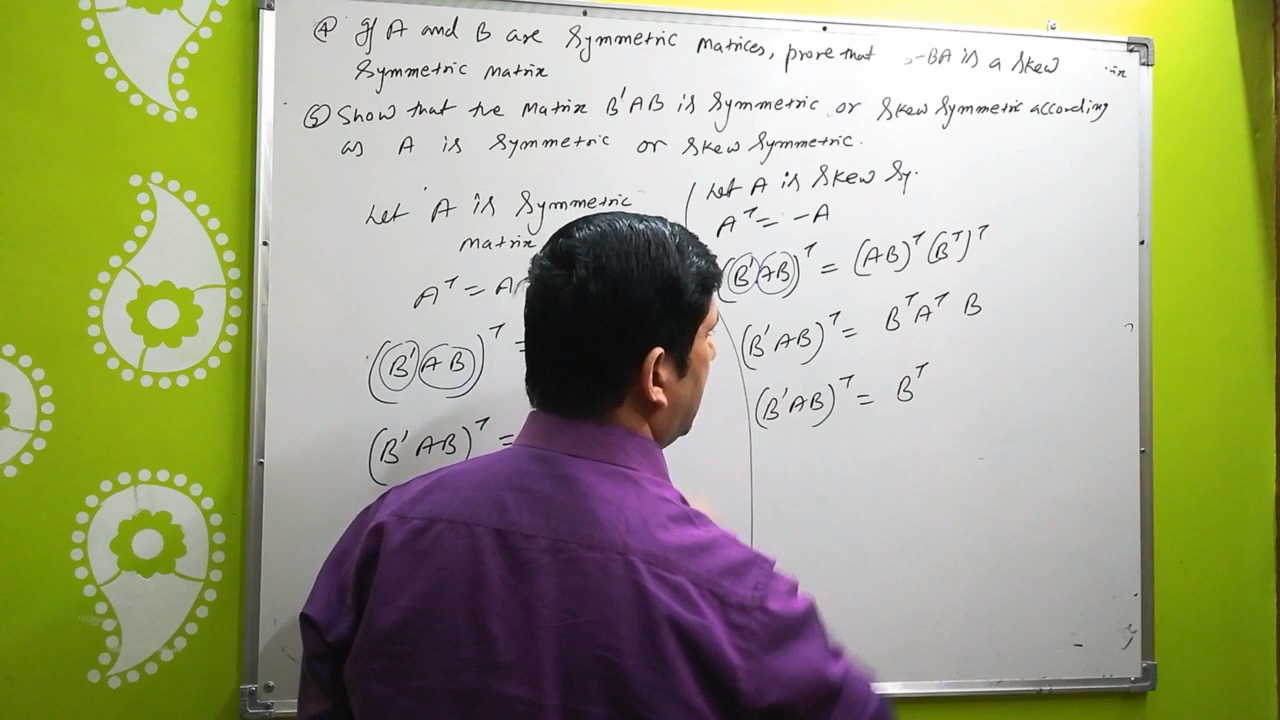 ④ If A and B are Symmetric Matrices, prove that -BA is a Skew
Symmetric Matrix
⑤ Show that the Matrix B'AB is Symmetric or Skew Symmetric according
as A is Symmetric or Skew Symmetric.
Let A is Symmetric
Matrix
Aᵀ = A
(B'AB)ᵀ =
(B'AB)ᵀ =
Let A is Skew Sy.
Aᵀ = -A
(B'AB)ᵀ = (AB)ᵀ(Bᵀ)ᵀ
(B'AB)ᵀ = BᵀAᵀ B
(B'AB)ᵀ = Bᵀ